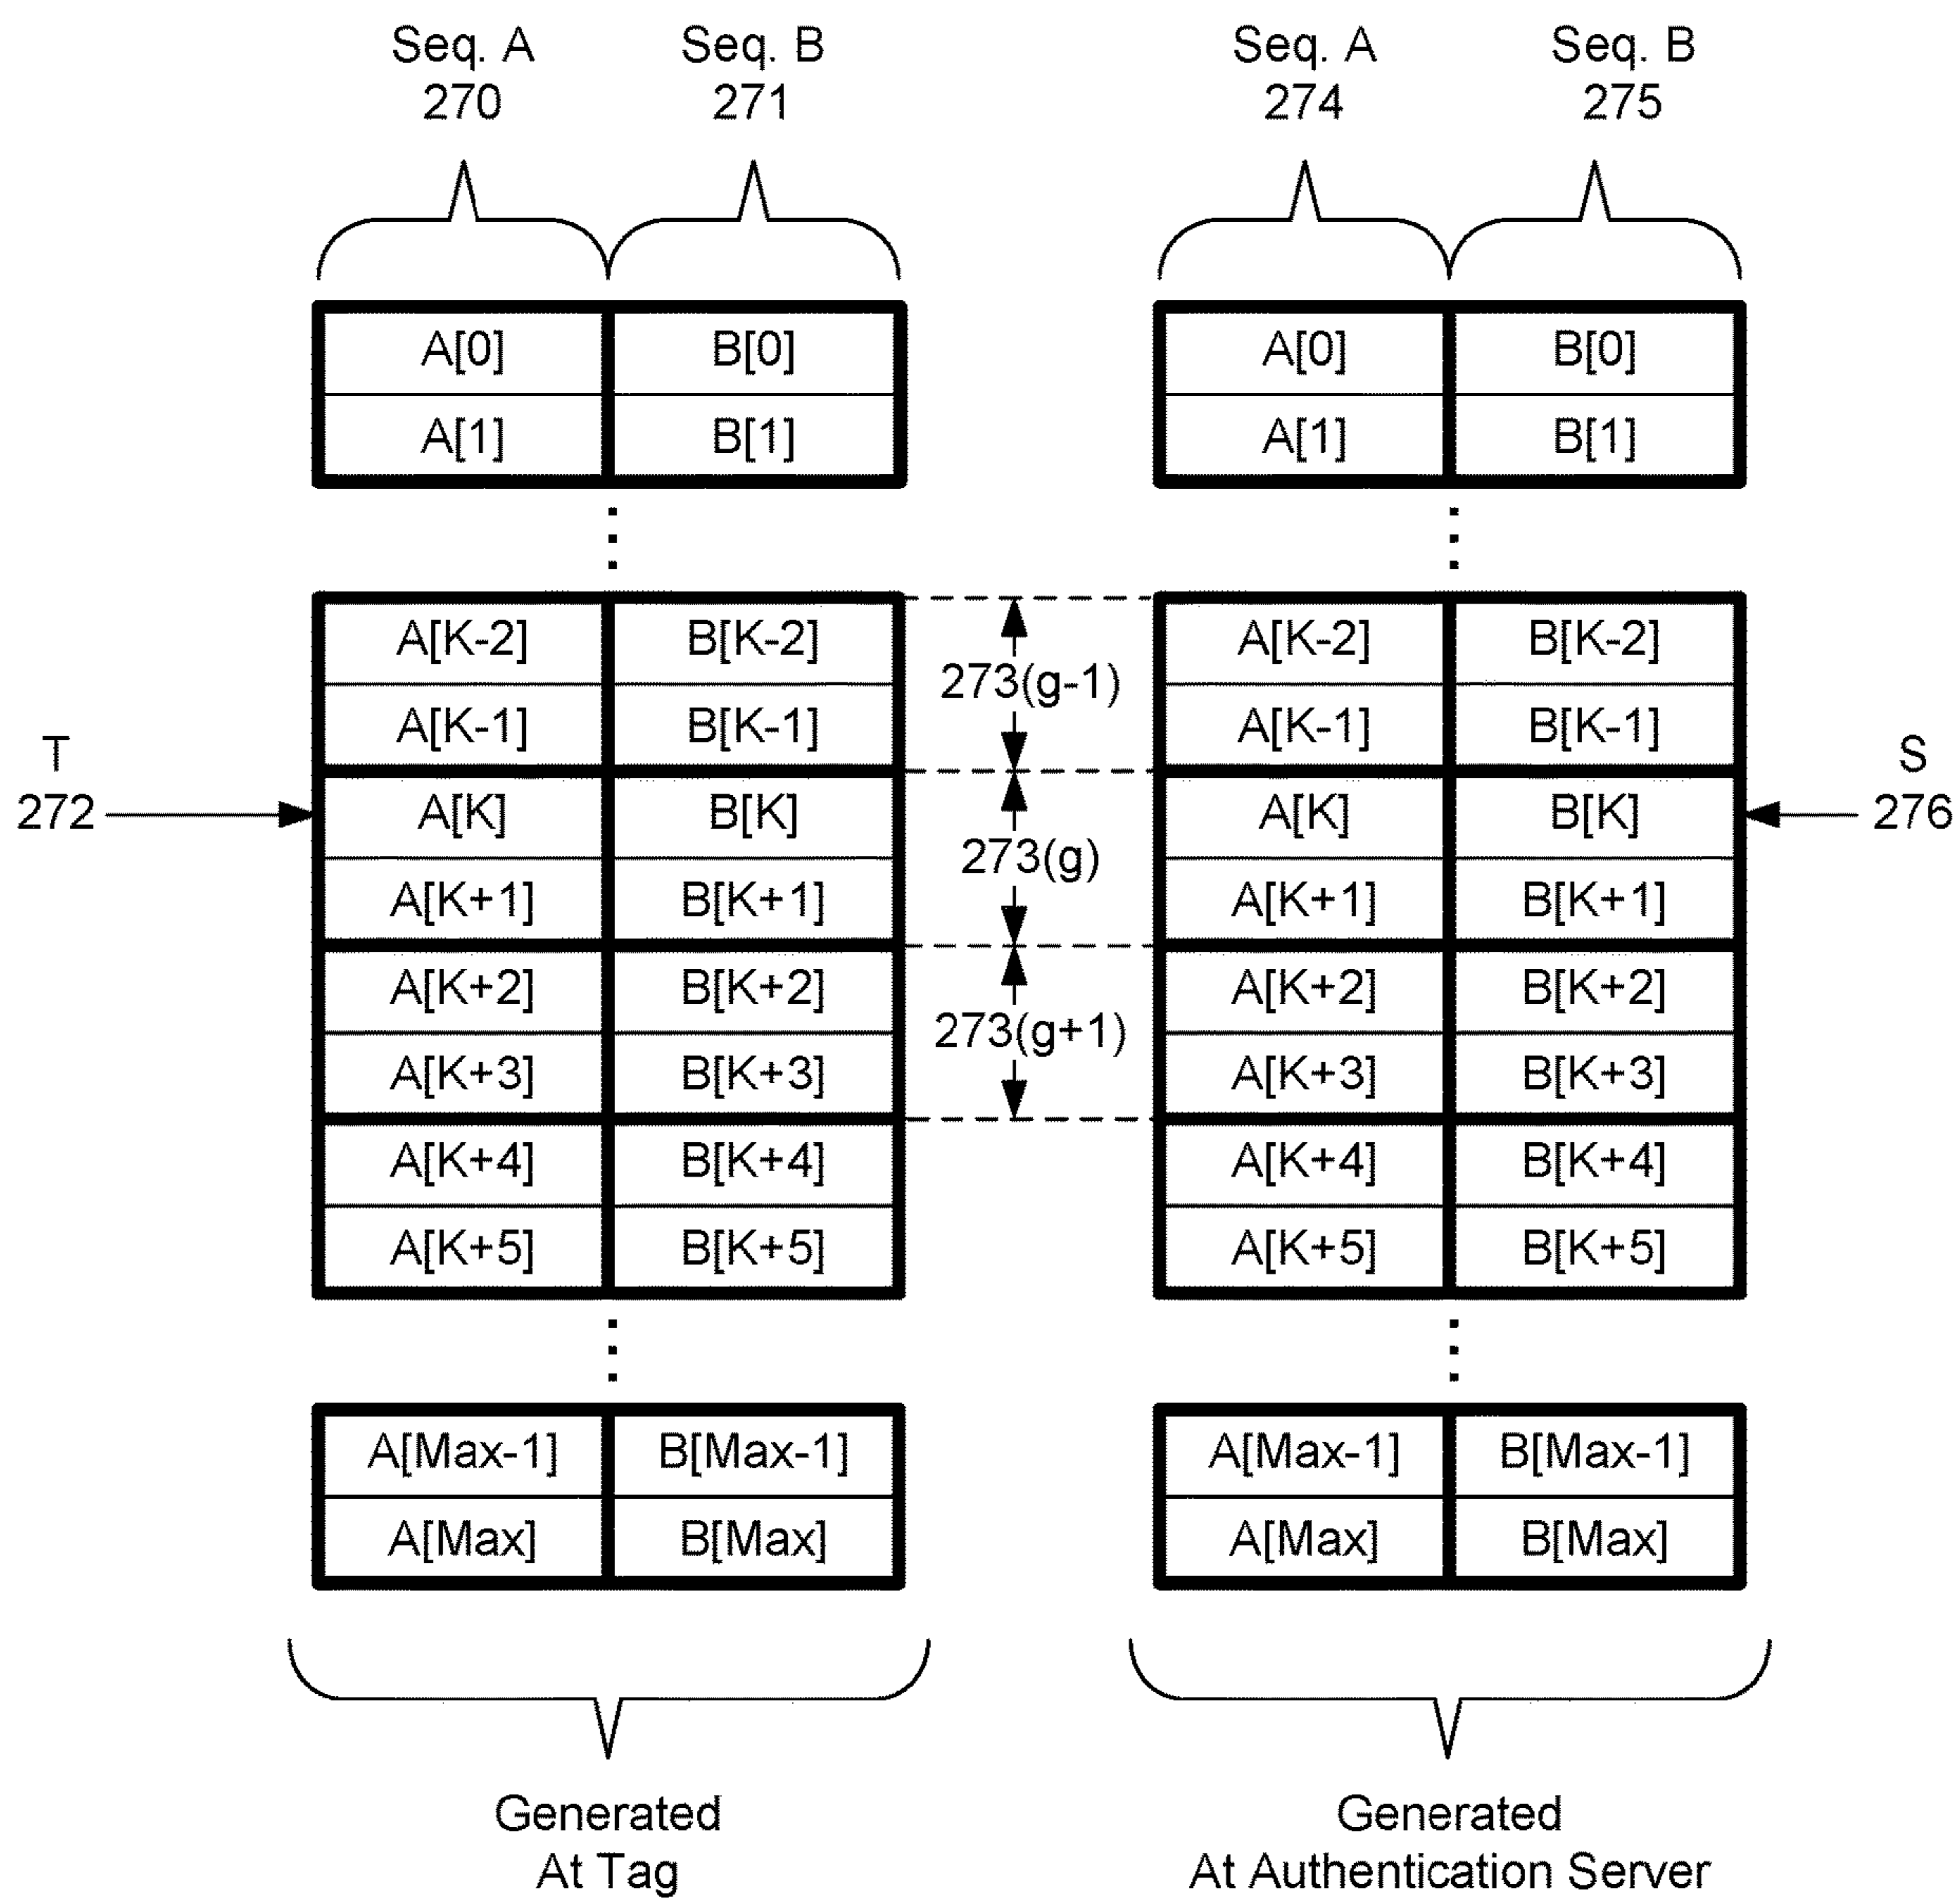 Seq. A Seq. B Seq. A Seq. B
270 271 274 275
A[0] B[0] A[0] B[0]
A[1] B[1] A[1] B[1]
A[K-2] B[K-2] A[K-2] B[K-2]
273(g-1)
A[K-1] B[K-1] A[K-1] B[K-1]
T S
272 A[K] B[K] A[K] B[K] 276
273(g)
A[K+1] B[K+1] A[K+1] B[K+1]
A[K+2] B[K+2] A[K+2] B[K+2]
273(g+1)
A[K+3] B[K+3] A[K+3] B[K+3]
A[K+4] B[K+4] A[K+4] B[K+4]
A[K+5] B[K+5] A[K+5] B[K+5]
A[Max-1] B[Max-1] A[Max-1] B[Max-1]
A[Max] B[Max] A[Max] B[Max]
Generated Generated
At Tag At Authentication Server